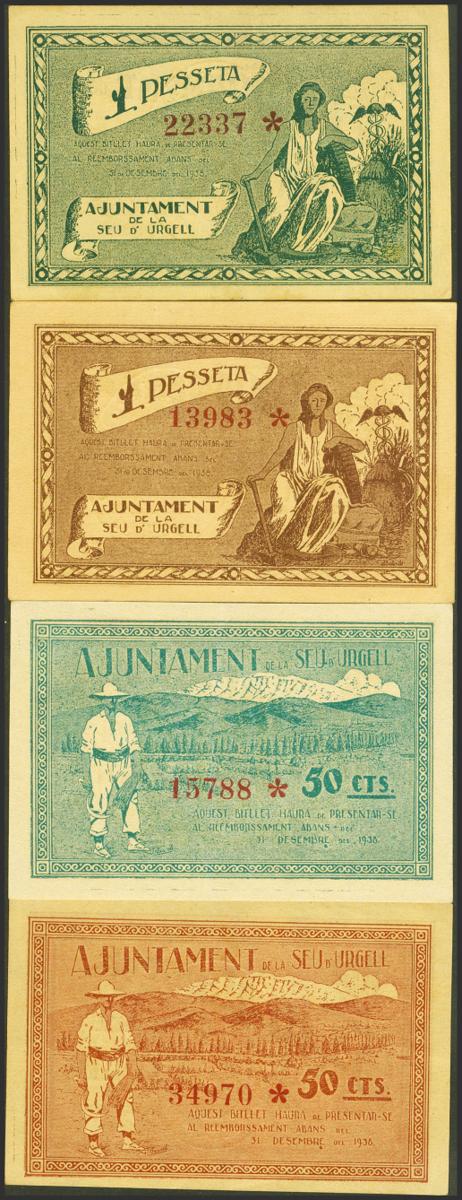 1 PESSETA
22337 *
AQUEST BITLLET HAURA DE PRESENTAR-SE
AL REEMBORSSAMENT ABANS DEL
31 DE DESEMBRE DEL 1938.
AJUNTAMENT
DE LA
SEU D' URGELL
1 PESSETA
13983 *
AQUEST BITLLET HAURA DE PRESENTAR-SE
AL REEMBORSSAMENT ABANS DEL
31 DE DESEMBRE DEL 1938.
AJUNTAMENT
DE LA
SEU D' URGELL
AJUNTAMENT DE LA SEU D'URGELL
15788 * 50 CTS.
AQUEST BITLLET HAURA DE PRESENTAR-SE
AL REEMBORSSAMENT ABANS DEL
31 DESEMBRE DEL 1938.
AJUNTAMENT DE LA SEU D'URGELL
34970 * 50 CTS.
AQUEST BITLLET HAURA DE PRESENTAR-SE
AL REEMBORSSAMENT ABANS DEL
31 DESEMBRE DEL 1938.